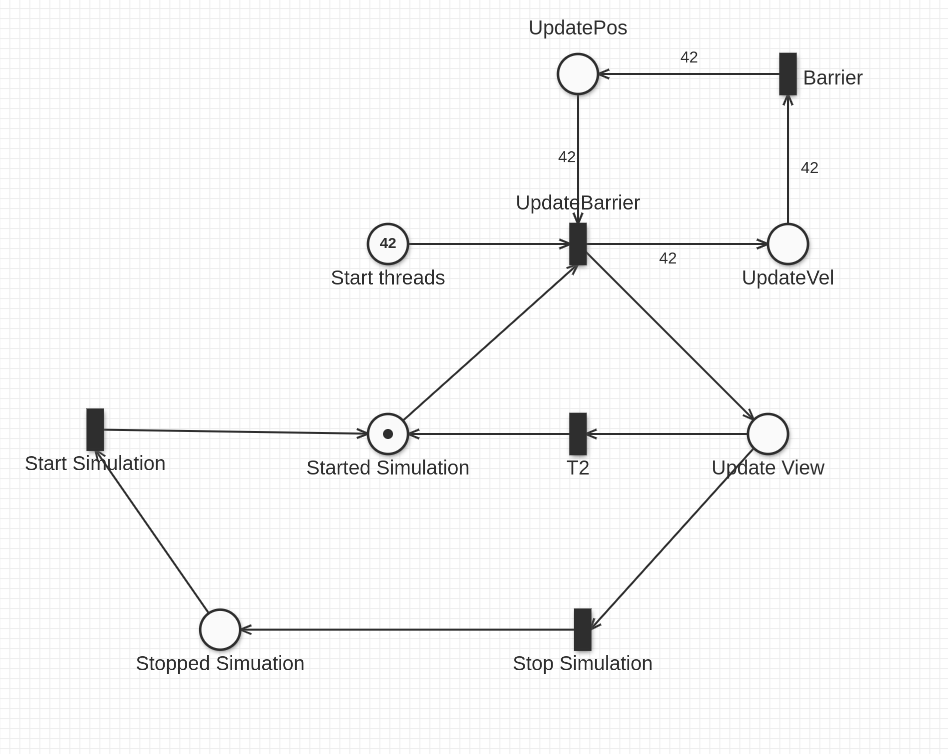 UpdatePos
42
Barrier
42
42
UpdateBarrier
42
42
Start threads
UpdateVel
Start Simulation
Started Simulation
T2
Update View
Stopped Simuation
Stop Simulation